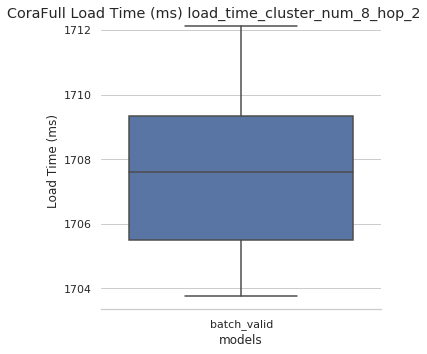 CoraFull Load Time (ms) load_time_cluster_num_8_hop_2
1712
1710
1708
1706
1704
Load Time (ms)
batch_valid
models